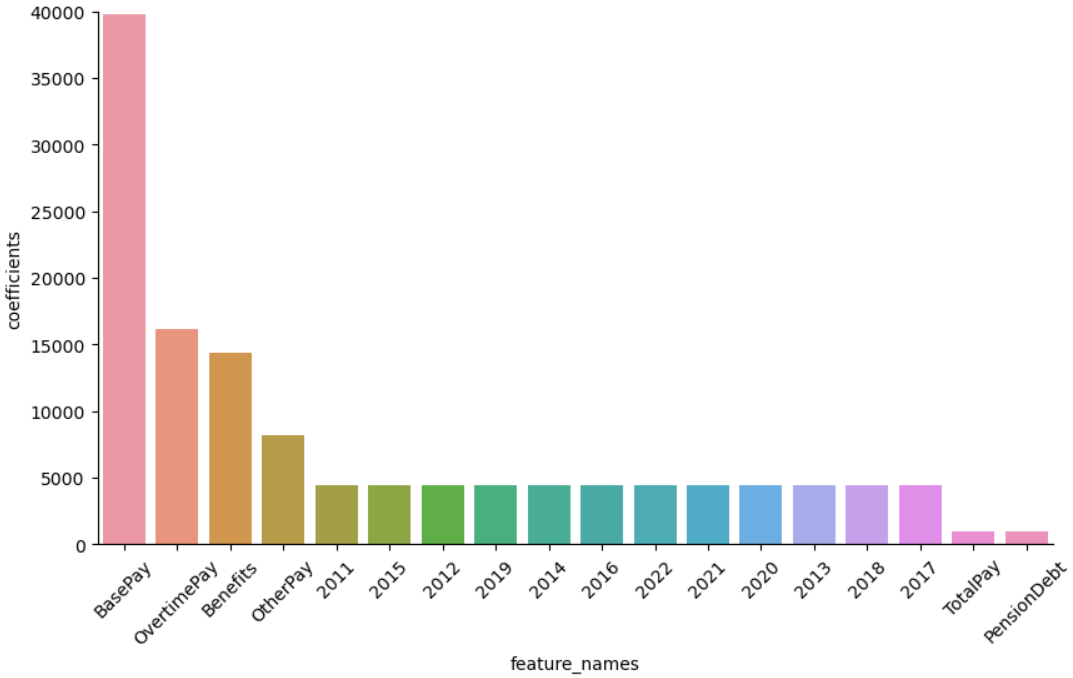 40000
35000
30000
25000
20000
15000
10000
5000
0
coefficients
BasePay
OvertimePay
Benefits
OtherPay
2011
2015
2012
2019
2014
2016
2022
2021
2020
2013
2018
2017
TotalPay
PensionDebt
feature_names